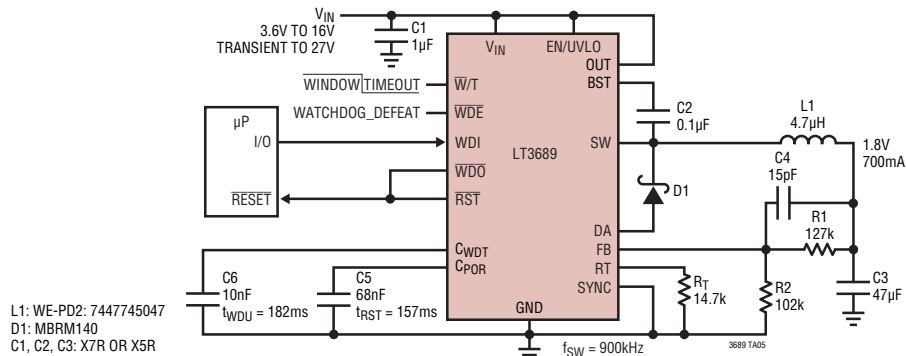 VIN
3.6V TO 16V
TRANSIENT TO 27V
C1
1µF
VIN
EN/UVLO
OUT
BST
WINDOW TIMEOUT
W/T
WATCHDOG_DEFEAT
WDE
µP
I/O
WDI
LT3689
SW
C2
0.1µF
L1
4.7µH
1.8V
700mA
WDO
RESET
RST
D1
C4
15pF
DA
FB
R1
127k
CWDT
CPOR
RT
SYNC
GND
C6
10nF
tWDU = 182ms
C5
68nF
tRST = 157ms
RT
14.7k
R2
102k
C3
47µF
fSW = 900kHz
3689 TA05
L1: WE-PD2: 7447745047
D1: MBRM140
C1, C2, C3: X7R OR X5R